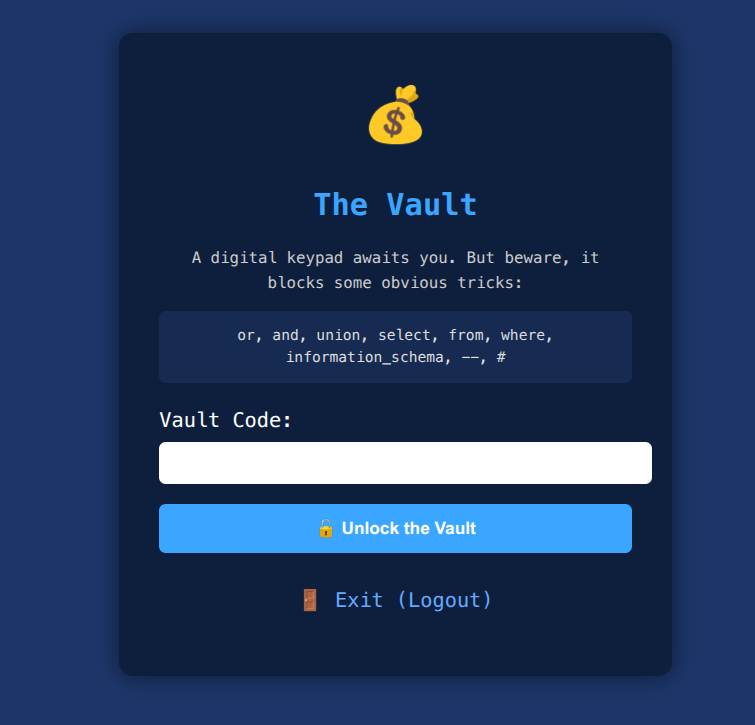 The Vault
A digital keypad awaits you. But beware, it
blocks some obvious tricks:
or, and, union, select, from, where,
information_schema, --, #
Vault Code:
🔓 Unlock the Vault
🚪 Exit (Logout)